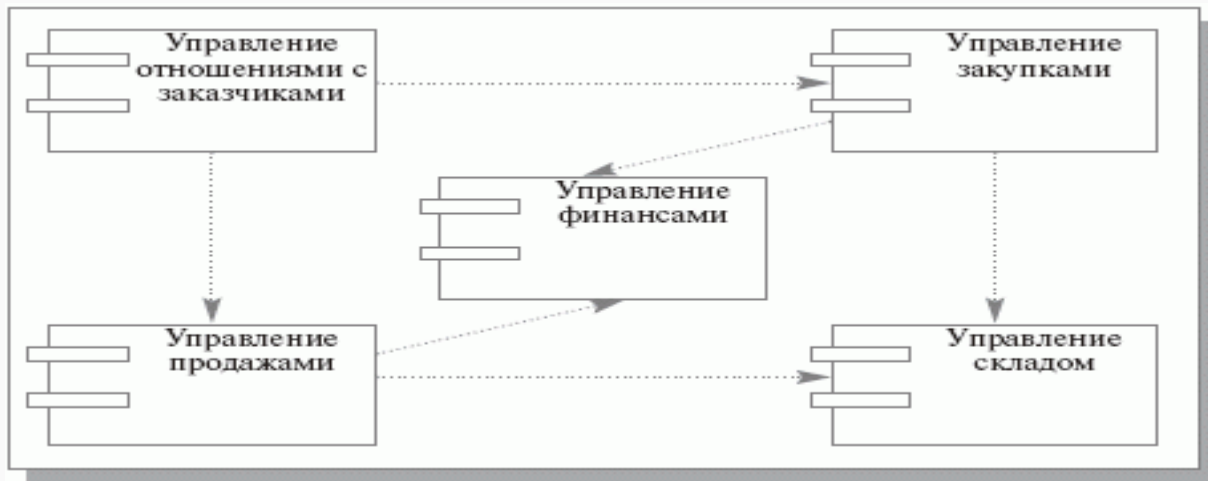 Управление
отношениями с
заказчиками
Управление
закупками
Управление
финансами
Управление
продажами
Управление
складом